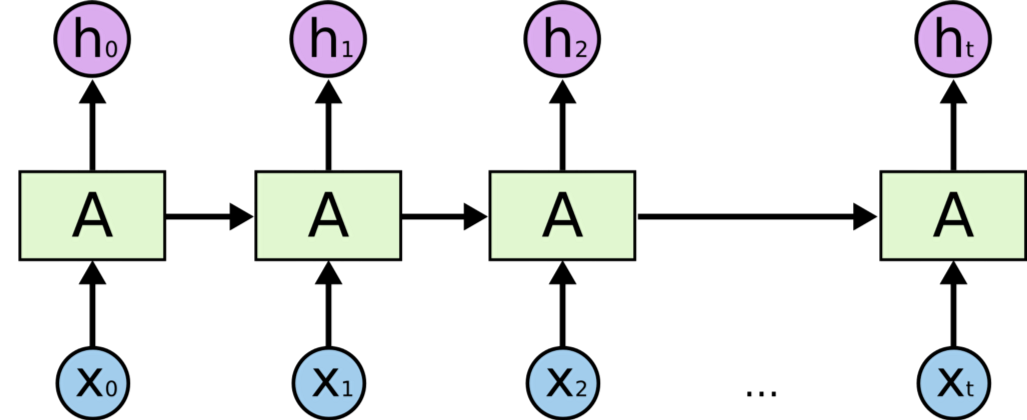 h₀ h₁ h₂ hₜ
A A A A
x₀ x₁ x₂ ... xₜ